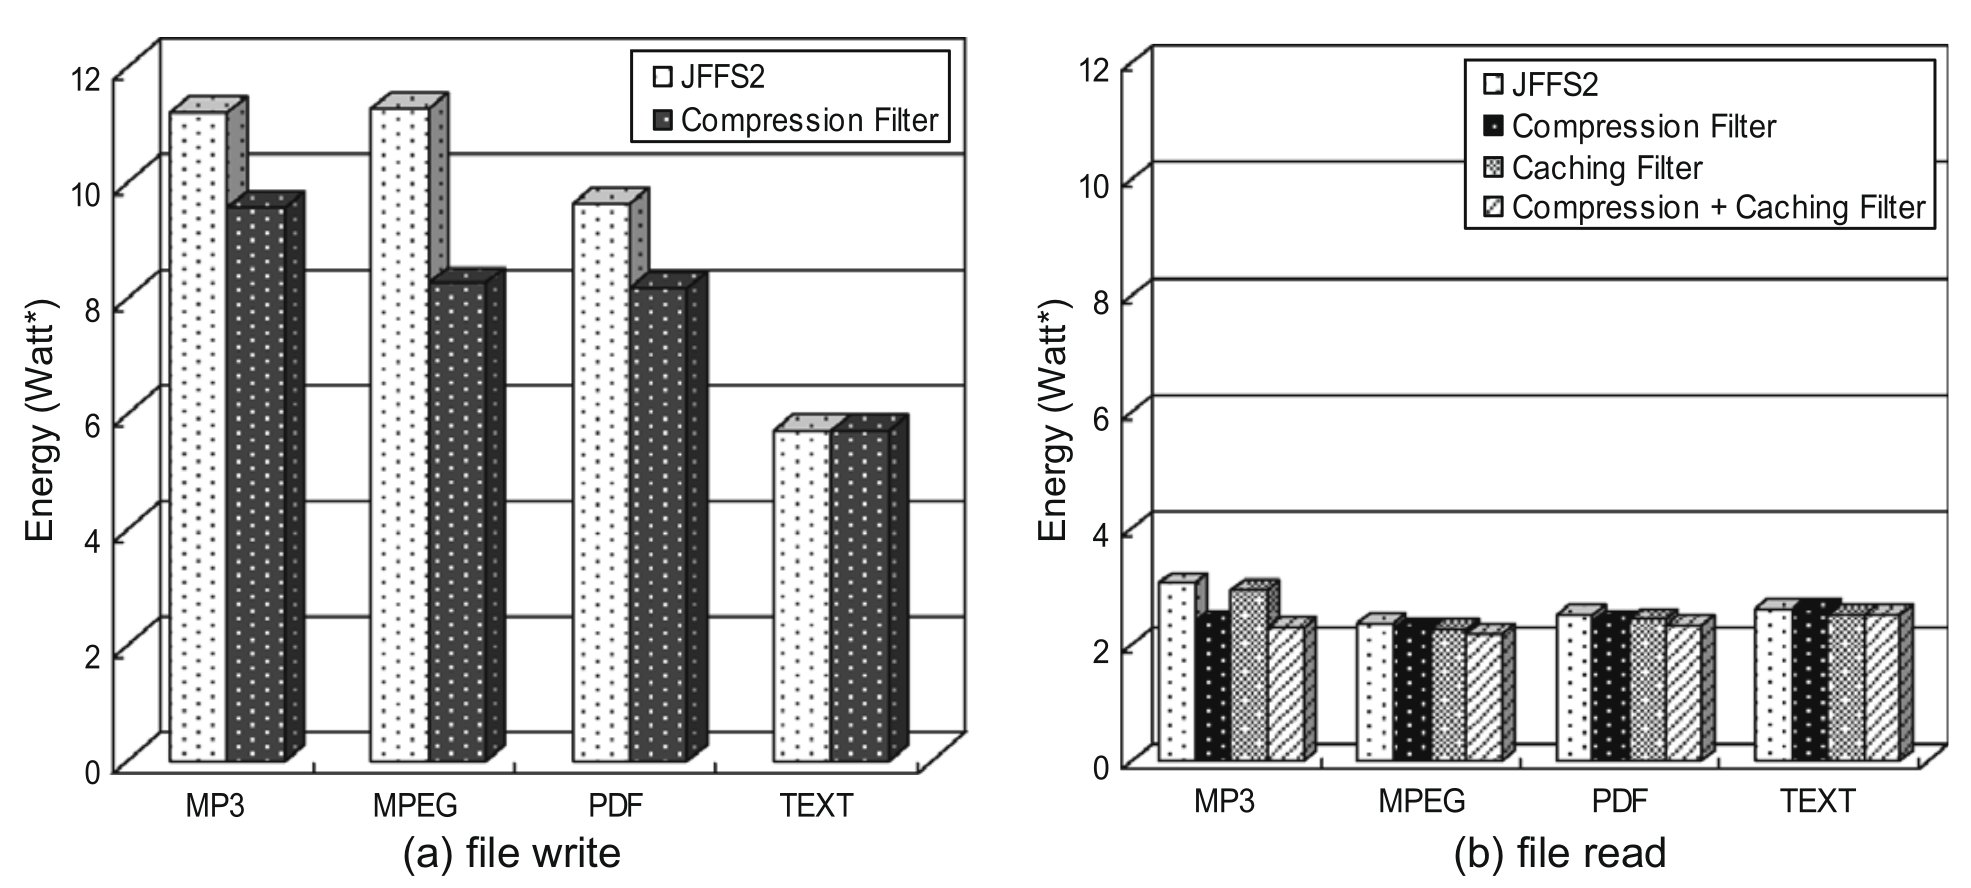 12
10
8
6
4
2
0
Energy (Watt*)
JFFS2
Compression Filter
MP3 MPEG PDF TEXT
(a) file write
12
10
8
6
4
2
0
Energy (Watt*)
JFFS2
Compression Filter
Caching Filter
Compression + Caching Filter
MP3 MPEG PDF TEXT
(b) file read